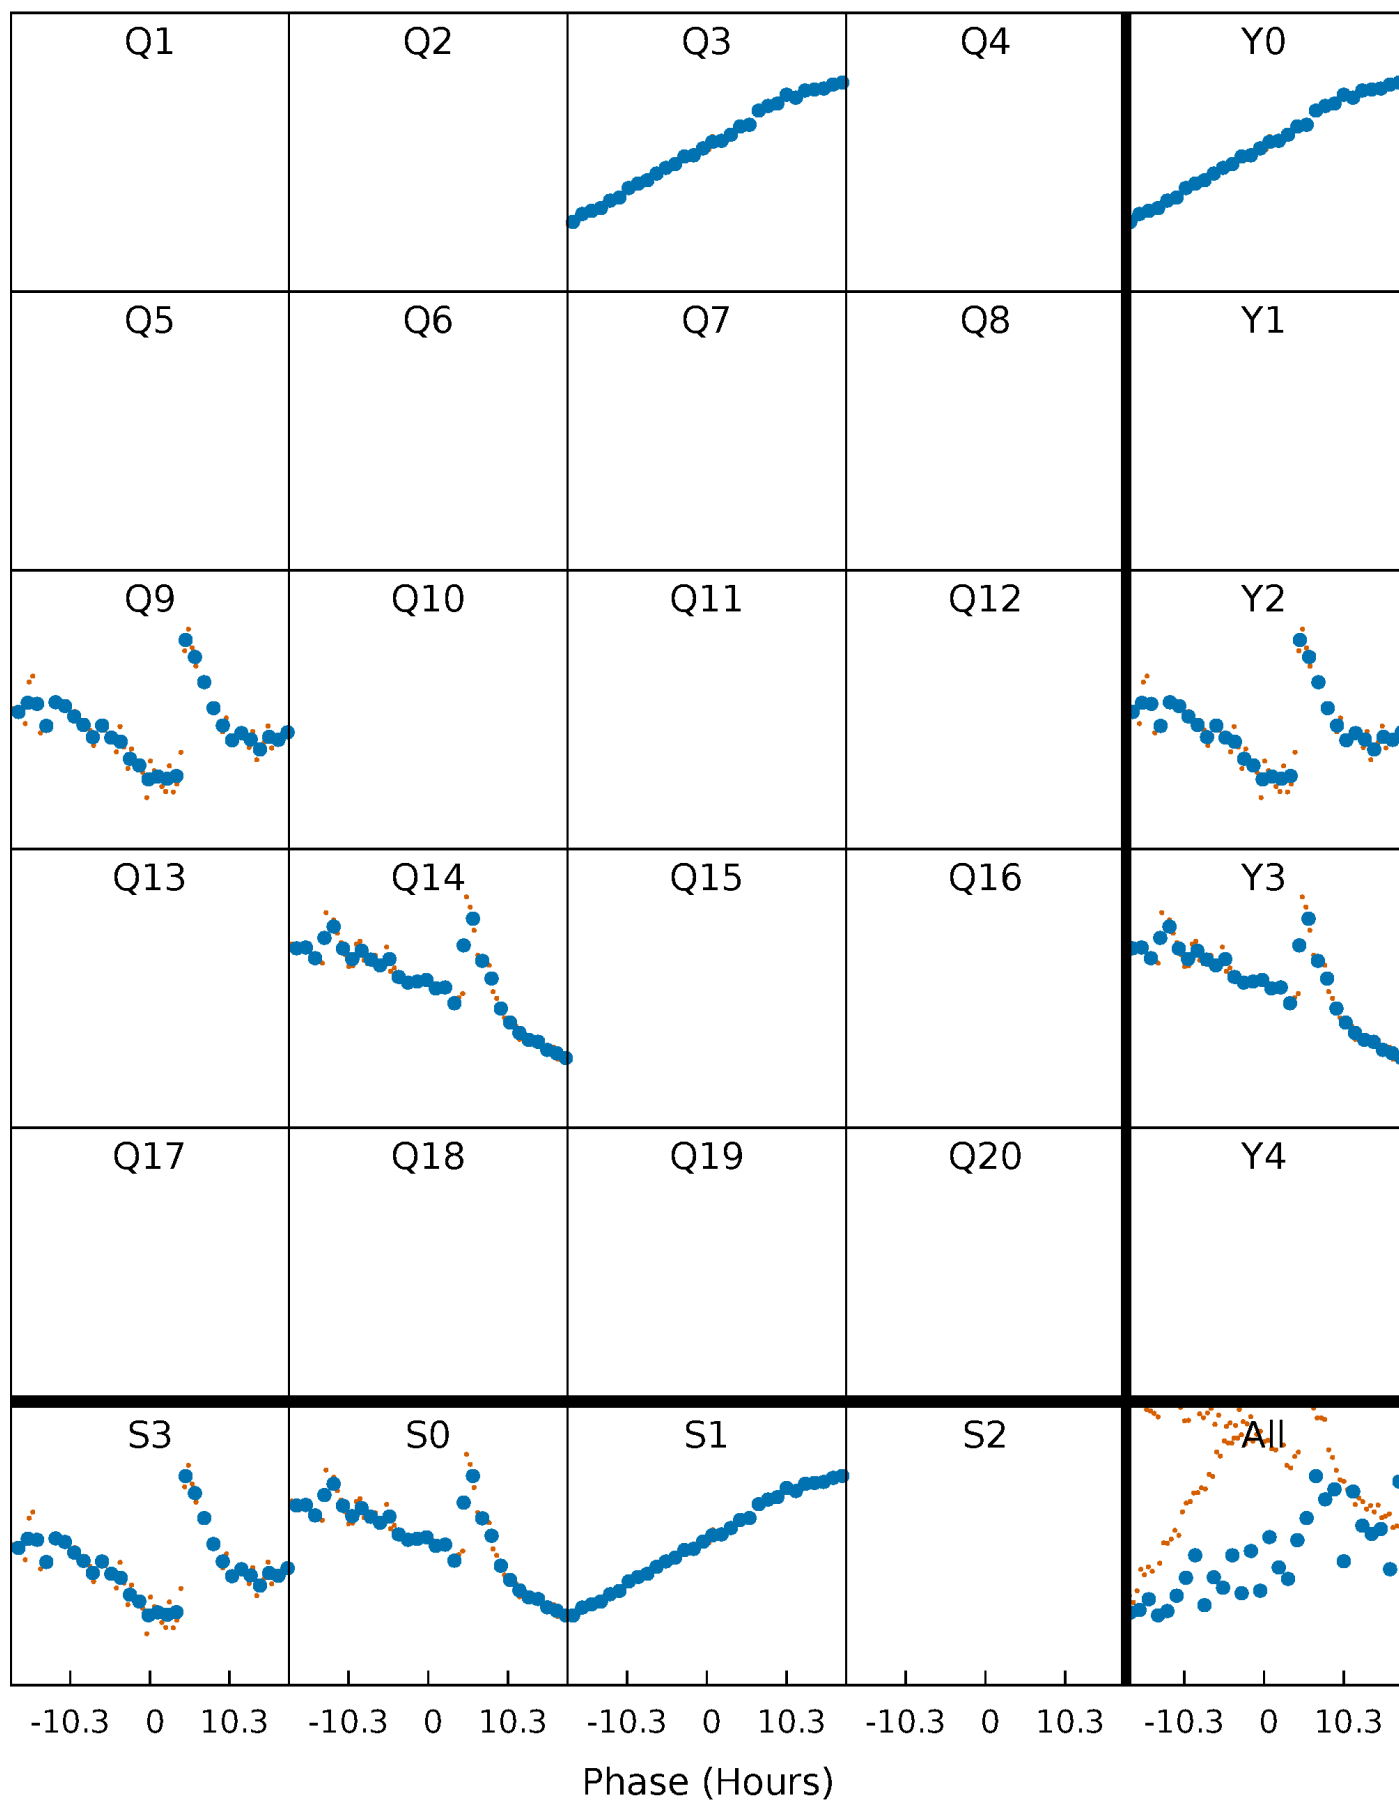 Q1 Q2 Q3 Q4 Y0
Q5 Q6 Q7 Q8 Y1
Q9 Q10 Q11 Q12 Y2
Q13 Q14 Q15 Q16 Y3
Q17 Q18 Q19 Q20 Y4
S3 S0 S1 S2 All
-10.3 0 10.3 -10.3 0 10.3 -10.3 0 10.3 -10.3 0 10.3 -10.3 0 10.3
Phase (Hours)